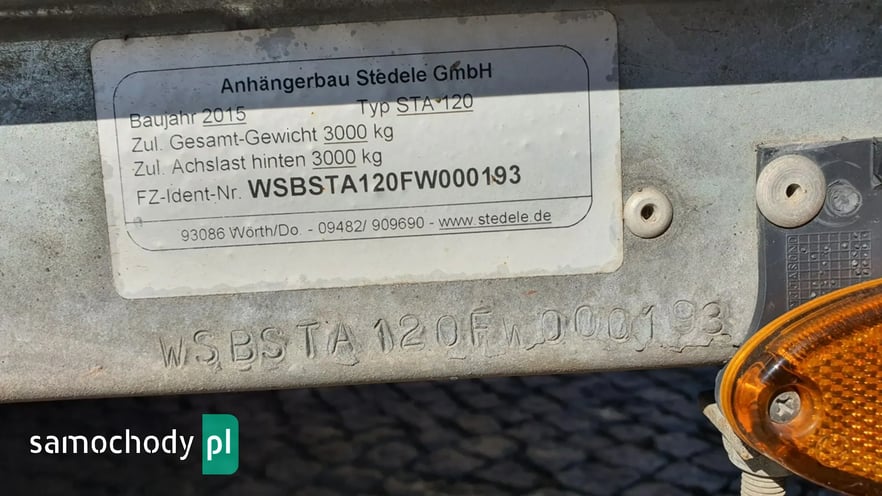 Anhängerbau Stedele GmbH
Baujahr 2015 Typ STA 120
Zul. Gesamt-Gewicht 3000 kg
Zul. Achslast hinten 3000 kg
FZ-Ident-Nr. WSBSTA120FW000193
93086 Wörth/Do. - 09482/ 909690 - www.stedele.de
WSBSTA120FW000193
samochody pl